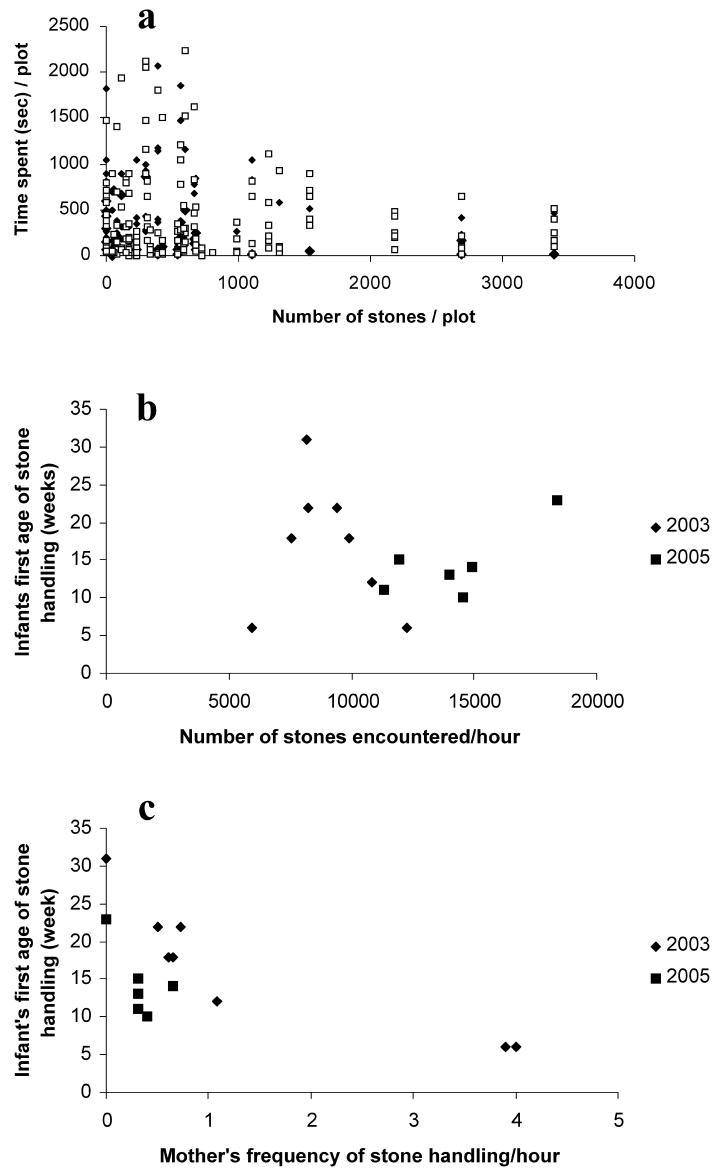 a
Time spent (sec) / plot
2500
2000
1500
1000
500
0
0 1000 2000 3000 4000
Number of stones / plot
b
Infants first age of stone
handling (weeks)
35
30
25
20
15
10
5
0
0 5000 10000 15000 20000
Number of stones encountered/hour
2003
2005
c
Infant's first age of stone
handling (week)
35
30
25
20
15
10
5
0
0 1 2 3 4 5
Mother's frequency of stone handling/hour
2003
2005